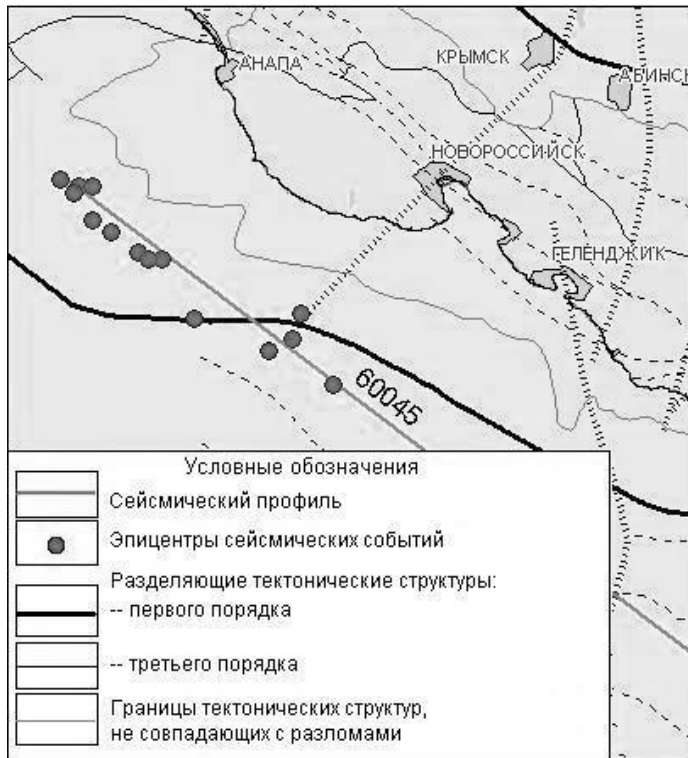 АНАПА
КРЫМСК
АБИНСК
НОВОРОССИЙСК
ГЕЛЕНДЖИК
60045
Условные обозначения
Сейсмический профиль
Эпицентры сейсмических событий
Разделяющие тектонические структуры:
-- первого порядка
-- третьего порядка
Границы тектонических структур,
не совпадающих с разломами